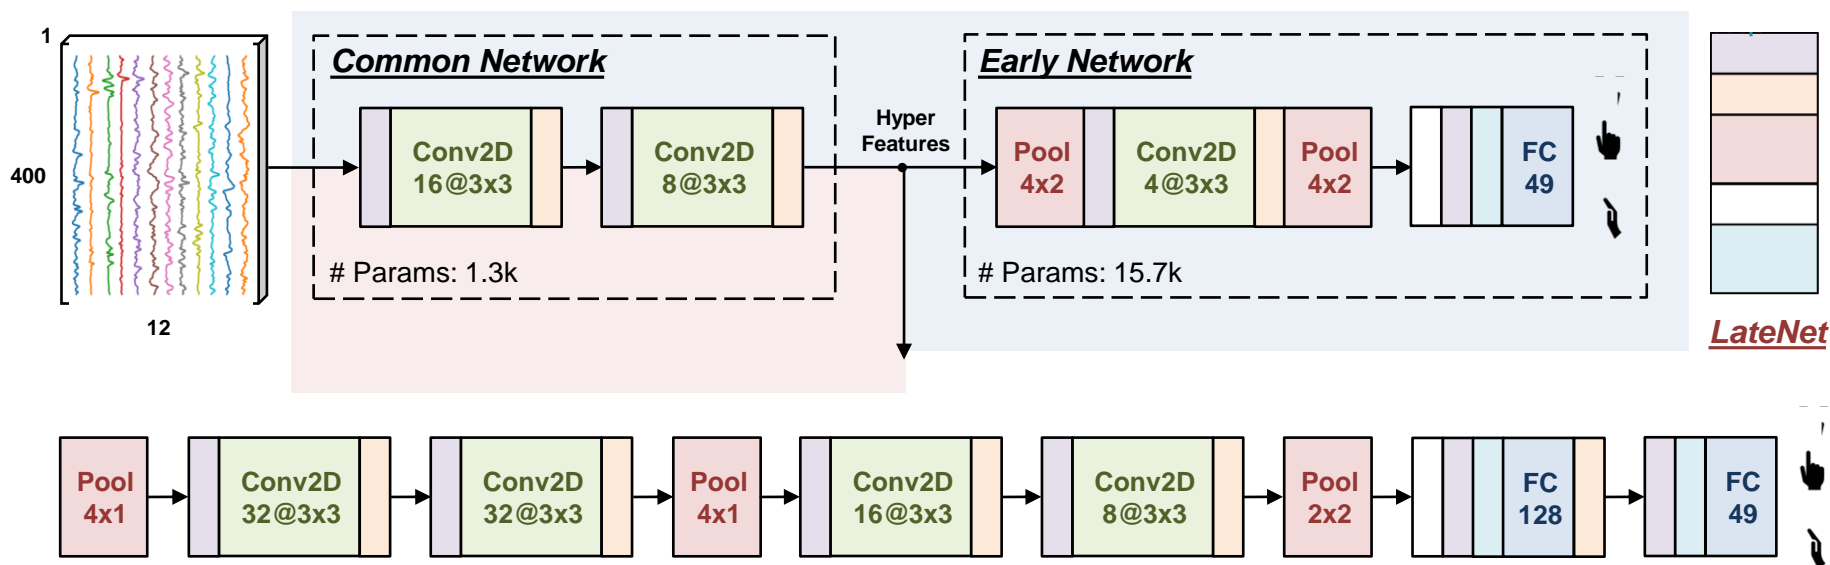 1
400
12
Common Network
Conv2D
16@3x3
Conv2D
8@3x3
# Params: 1.3k
Hyper
Features
Early Network
Pool
4x2
Conv2D
4@3x3
Pool
4x2
FC
49
# Params: 15.7k
LateNet
Pool
4x1
Conv2D
32@3x3
Conv2D
32@3x3
Pool
4x1
Conv2D
16@3x3
Conv2D
8@3x3
Pool
2x2
FC
128
FC
49